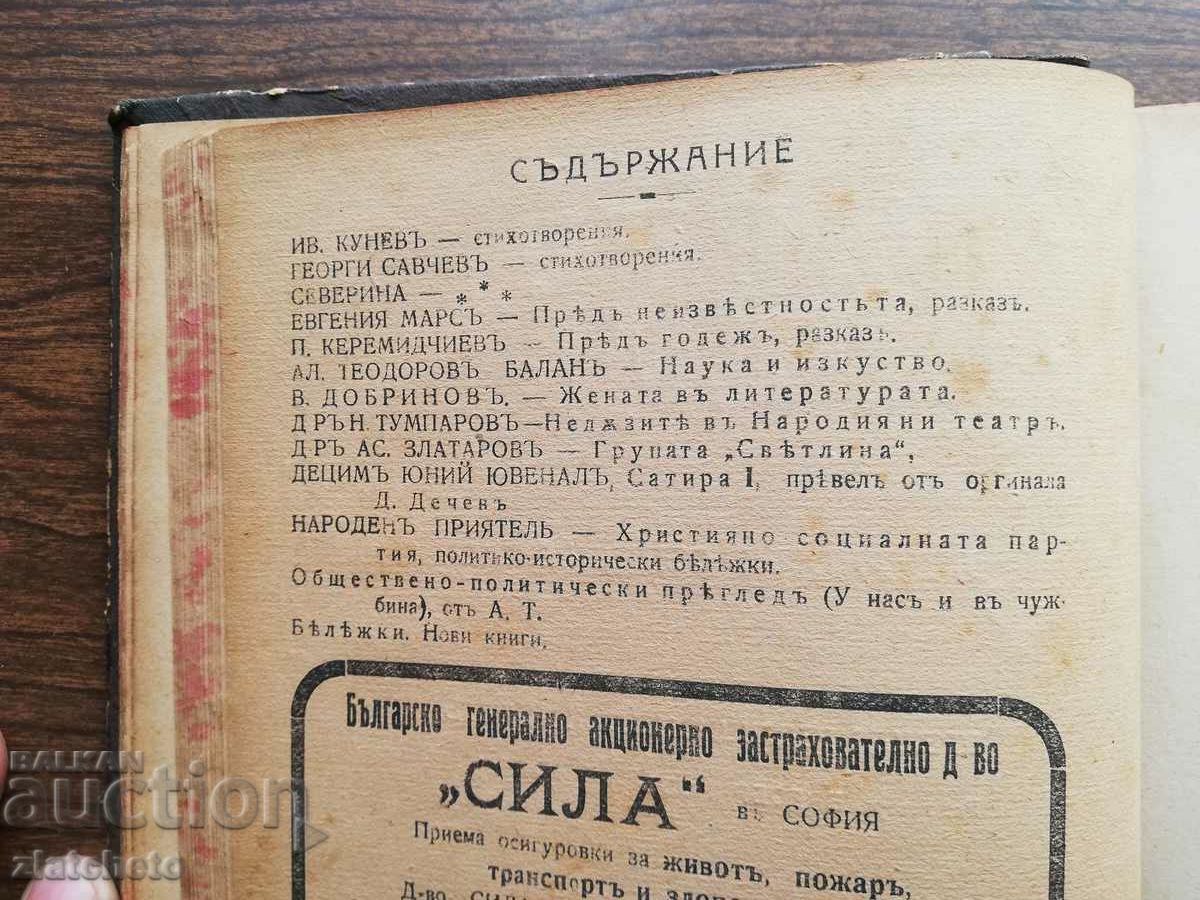 СЪДЪРЖАНИЕ
ИВ. КУНЕВЪ — стихотворения.
ГЕОРГИ САВЧЕВЪ — стихотворения.
СЕВЕРИНА — * * *
ЕВГЕНИЯ МАРСЪ — Прѣдъ неизвѣстностьта, разказъ.
П. КЕРЕМИДЧИЕВЪ — Прѣдъ годежъ, разказъ.
АЛ. ТЕОДОРОВЪ БАЛАНЪ — Наука и изкуство.
В. ДОБРИНОВЪ. — Жената въ литературата.
Д-РЪ Н. ТУМПАРОВЪ — Неджзитѣ въ Народния ни театръ.
Д-РЪ АС. ЗЛАТАРОВЪ — Групата „Свѣтлина“,
ДЕЦИМЪ ЮНИЙ ЮВЕНАЛЪ, Сатира I, прѣвелъ отъ оргинала
Д. Дечевъ
НАРОДЕНЪ ПРИЯТЕЛЬ — Християно социалната пар-
тия, политико-исторически бѣлѣжки.
Обществено-политически прѣгледъ (У насъ и въ чуж-
бина), отъ А. Т.
Бѣлѣжки. Нови книги.
Българско генерално акционерно застрахователно д-во
„СИЛА“ въ СОФИЯ
Приема осигуровки за животъ, пожаръ,
транспортъ и
Д-во
BALKAN
auction
zlatcheto